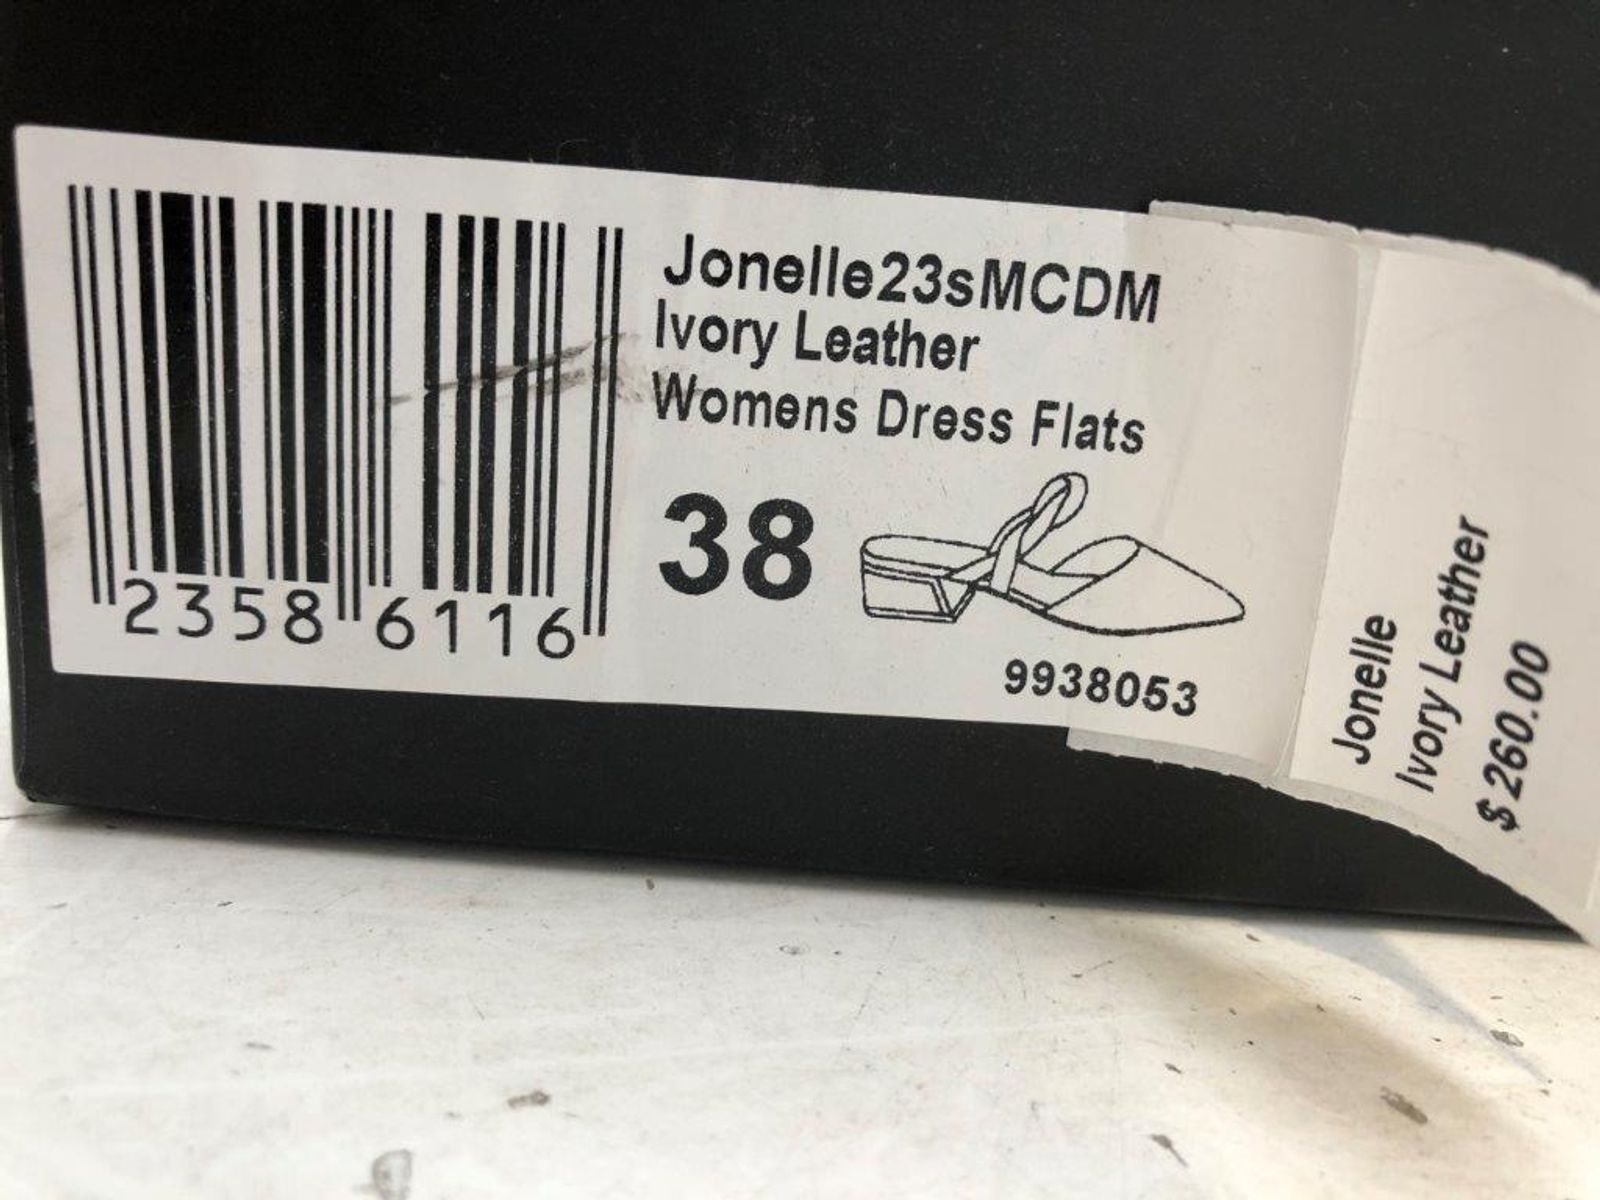 Jonelle23sMCDM
Ivory Leather
Womens Dress Flats
38
2358 6116
9938053
Jonelle
Ivory Leather
$260.00